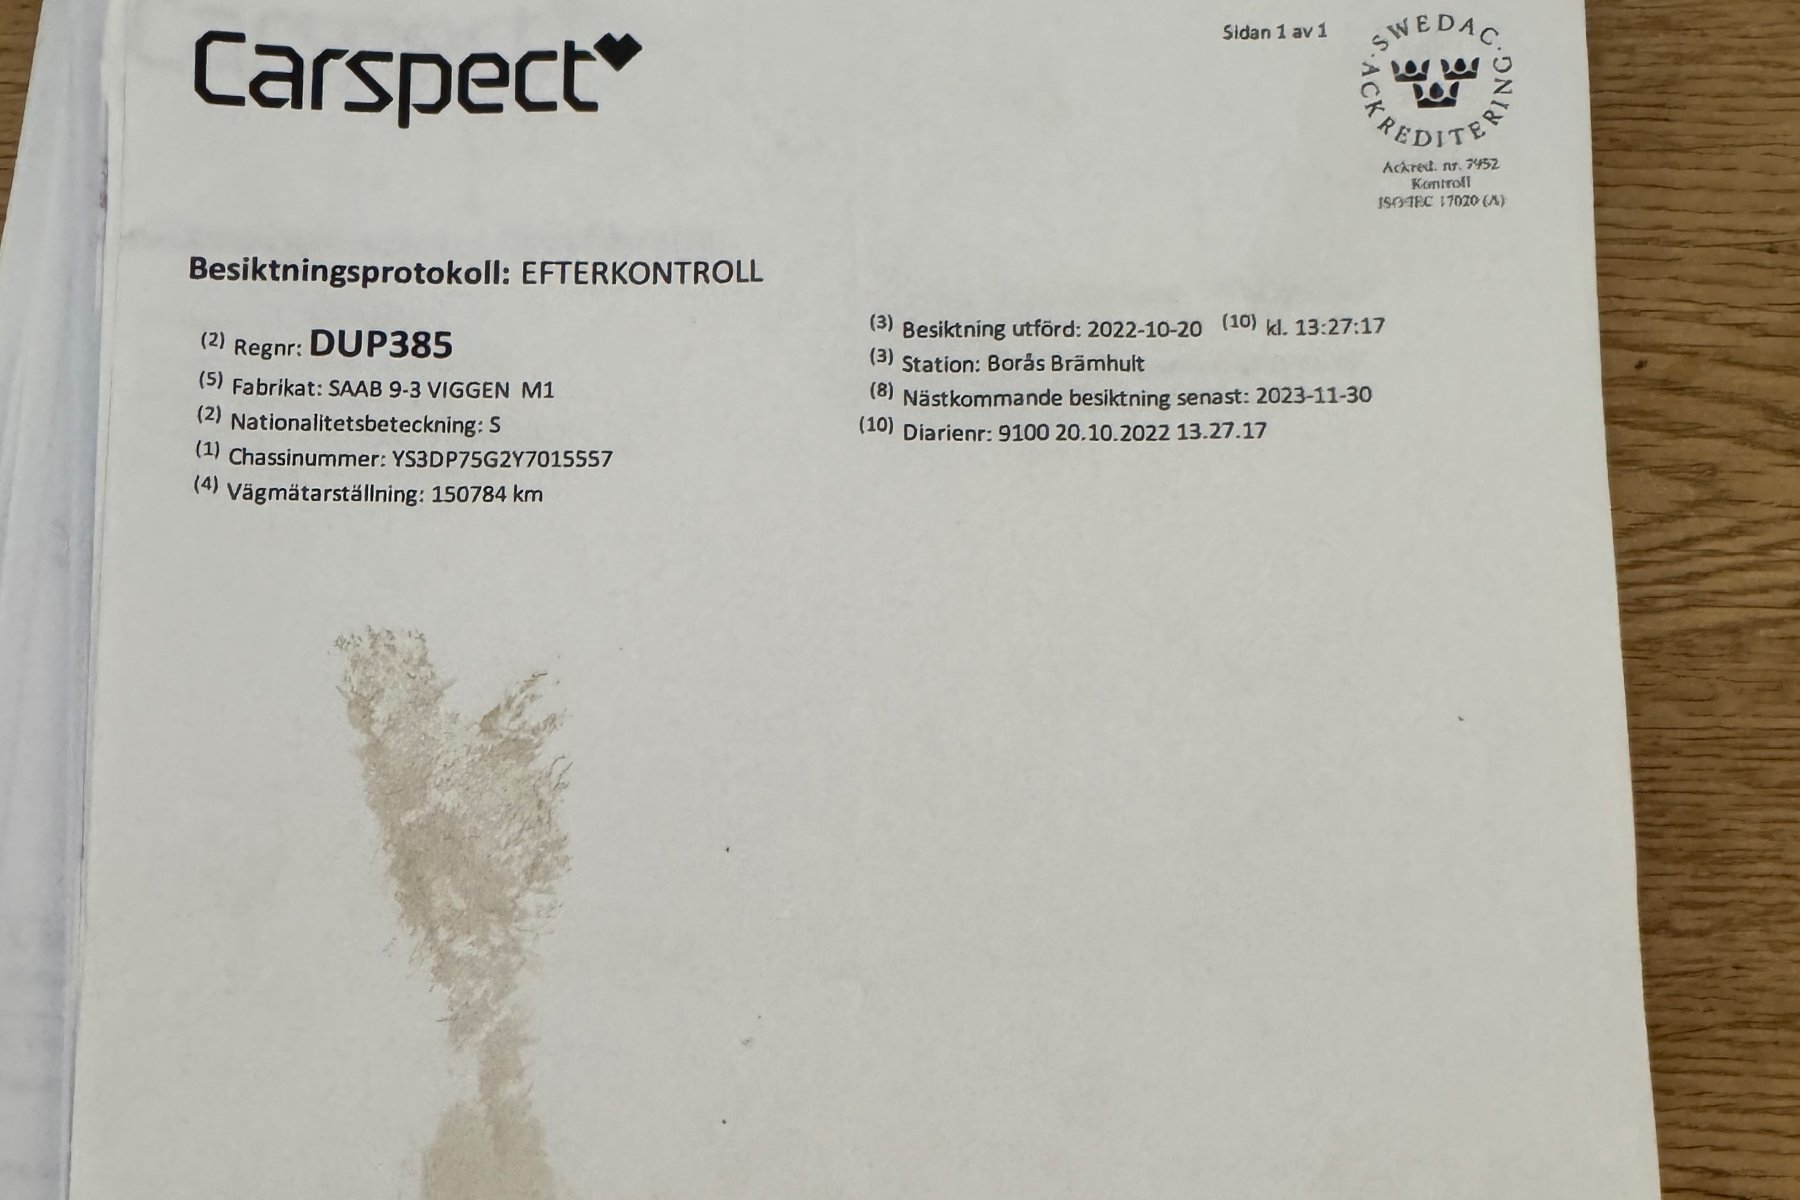 Carspect
Sidan 1 av 1
SWEDAC
ACKREDITERING
Ackred. nr. 7452
Kontroll
ISO/IEC 17020 (A)
Besiktningsprotokoll: EFTERKONTROLL
(2) Regnr: DUP385
(5) Fabrikat: SAAB 9-3 VIGGEN M1
(2) Nationalitetsbeteckning: S
(1) Chassinummer: YS3DP75G2Y7015557
(4) Vägmätarställning: 150784 km
(3) Besiktning utförd: 2022-10-20 (10) kl. 13:27:17
(3) Station: Borås Brämhult
(8) Nästkommande besiktning senast: 2023-11-30
(10) Diarienr: 9100 20.10.2022 13.27.17